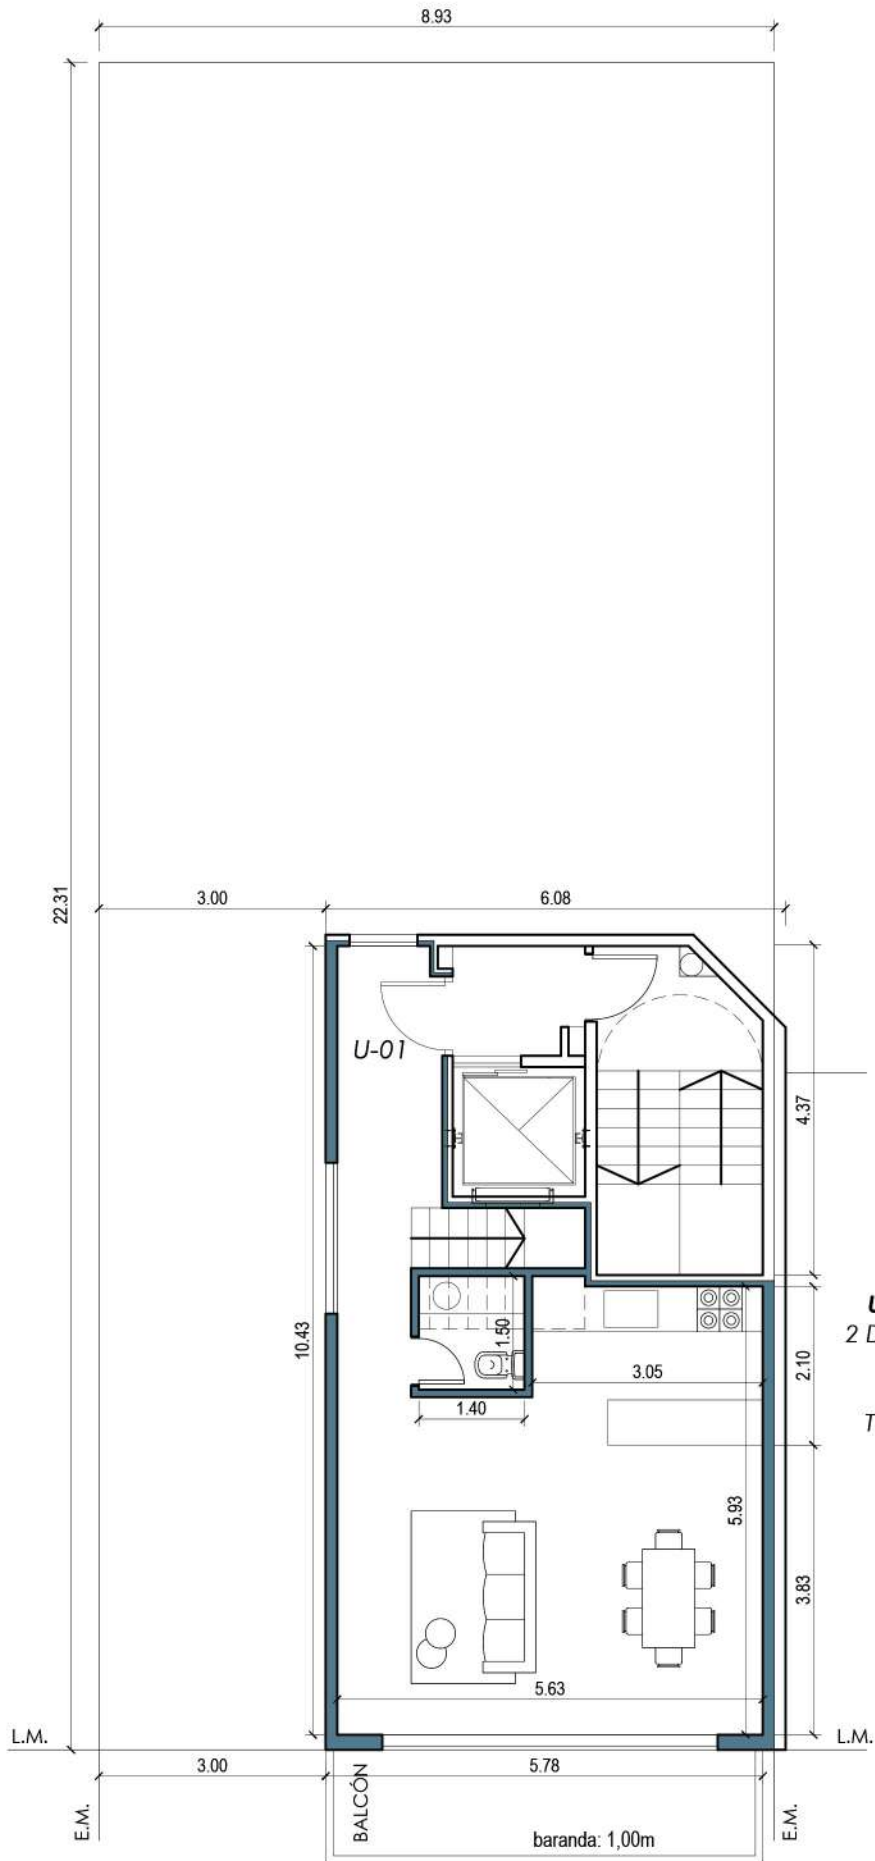 8.93
22.31
3.00
6.08
U-01
4.37
10.43
U
2 D
1.50
2.10
3.05
1.40
T
5.93
3.83
5.63
L.M.
L.M.
3.00
5.78
E.M.
BALCÓN
baranda: 1,00m
E.M.